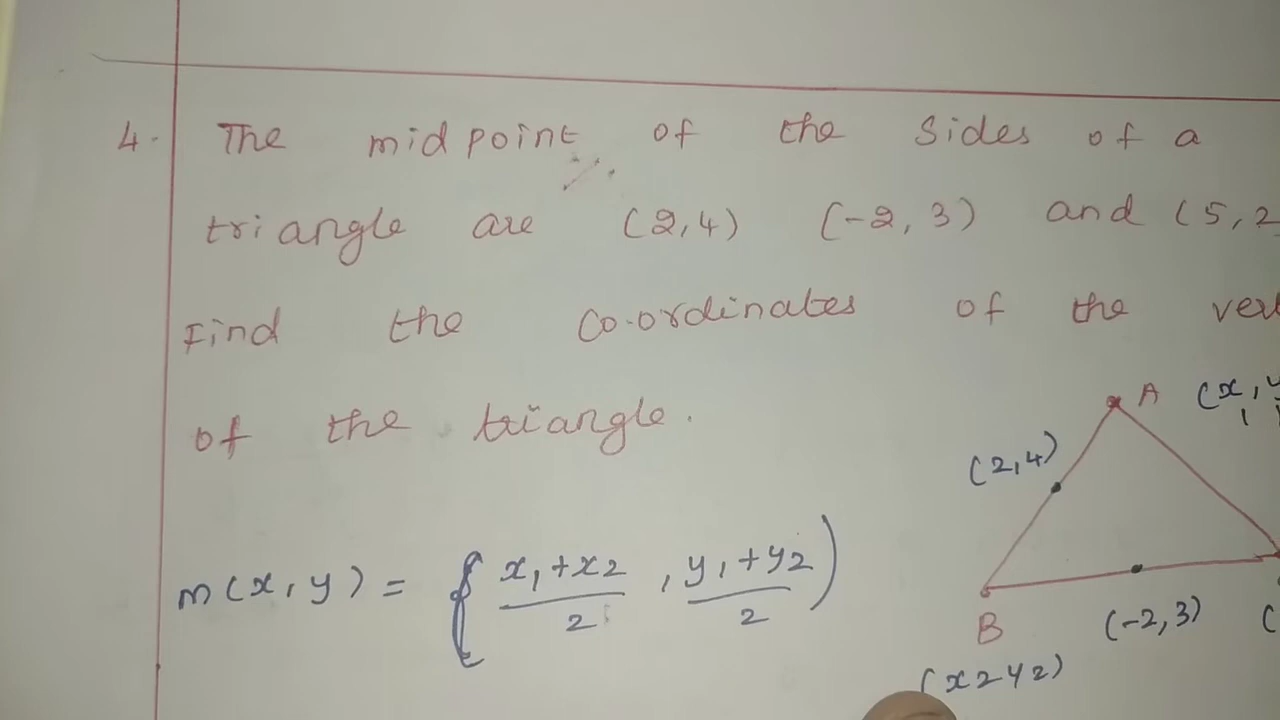 4. The midpoint of the sides of a
triangle are (2,4) (-2,3) and (5,2
Find the Co.ordinates of the
of the triangle.
A
(2,4)
m(x,y) = { x1+x2 / 2 , y1+y2 / 2 )
B
(-2,3)
(x2y2)